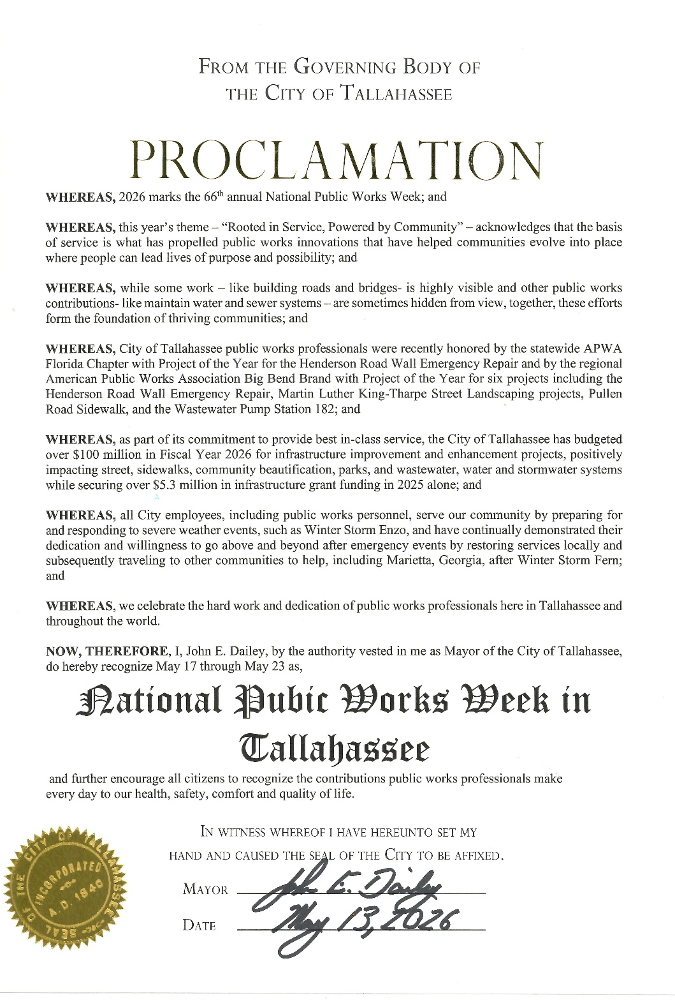 FROM THE GOVERNING BODY OF
THE CITY OF TALLAHASSEE
PROCLAMATION
WHEREAS, 2026 marks the 66th annual National Public Works Week; and
WHEREAS, this year's theme – "Rooted in Service, Powered by Community" – acknowledges that the basis
of service is what has propelled public works innovations that have helped communities evolve into place
where people can lead lives of purpose and possibility; and
WHEREAS, while some work – like building roads and bridges- is highly visible and other public works
contributions- like maintain water and sewer systems – are sometimes hidden from view, together, these efforts
form the foundation of thriving communities; and
WHEREAS, City of Tallahassee public works professionals were recently honored by the statewide APWA
Florida Chapter with Project of the Year for the Henderson Road Wall Emergency Repair and by the regional
American Public Works Association Big Bend Brand with Project of the Year for six projects including the
Henderson Road Wall Emergency Repair, Martin Luther King-Tharpe Street Landscaping projects, Pullen
Road Sidewalk, and the Wastewater Pump Station 182; and
WHEREAS, as part of its commitment to provide best in-class service, the City of Tallahassee has budgeted
over $100 million in Fiscal Year 2026 for infrastructure improvement and enhancement projects, positively
impacting street, sidewalks, community beautification, parks, and wastewater, water and stormwater systems
while securing over $5.3 million in infrastructure grant funding in 2025 alone; and
WHEREAS, all City employees, including public works personnel, serve our community by preparing for
and responding to severe weather events, such as Winter Storm Enzo, and have continually demonstrated their
dedication and willingness to go above and beyond after emergency events by restoring services locally and
subsequently traveling to other communities to help, including Marietta, Georgia, after Winter Storm Fern;
and
WHEREAS, we celebrate the hard work and dedication of public works professionals here in Tallahassee and
throughout the world.
NOW, THEREFORE, I, John E. Dailey, by the authority vested in me as Mayor of the City of Tallahassee,
do hereby recognize May 17 through May 23 as,
National Pubic Works Week in
Tallahassee
and further encourage all citizens to recognize the contributions public works professionals make
every day to our health, safety, comfort and quality of life.
IN WITNESS WHEREOF I HAVE HEREUNTO SET MY
HAND AND CAUSED THE SEAL OF THE CITY TO BE AFFIXED.
MAYOR John E. Dailey
DATE May 13, 2026
SEAL OF THE CITY OF TALLAHASSEE
INCORPORATED
A.D. 1840